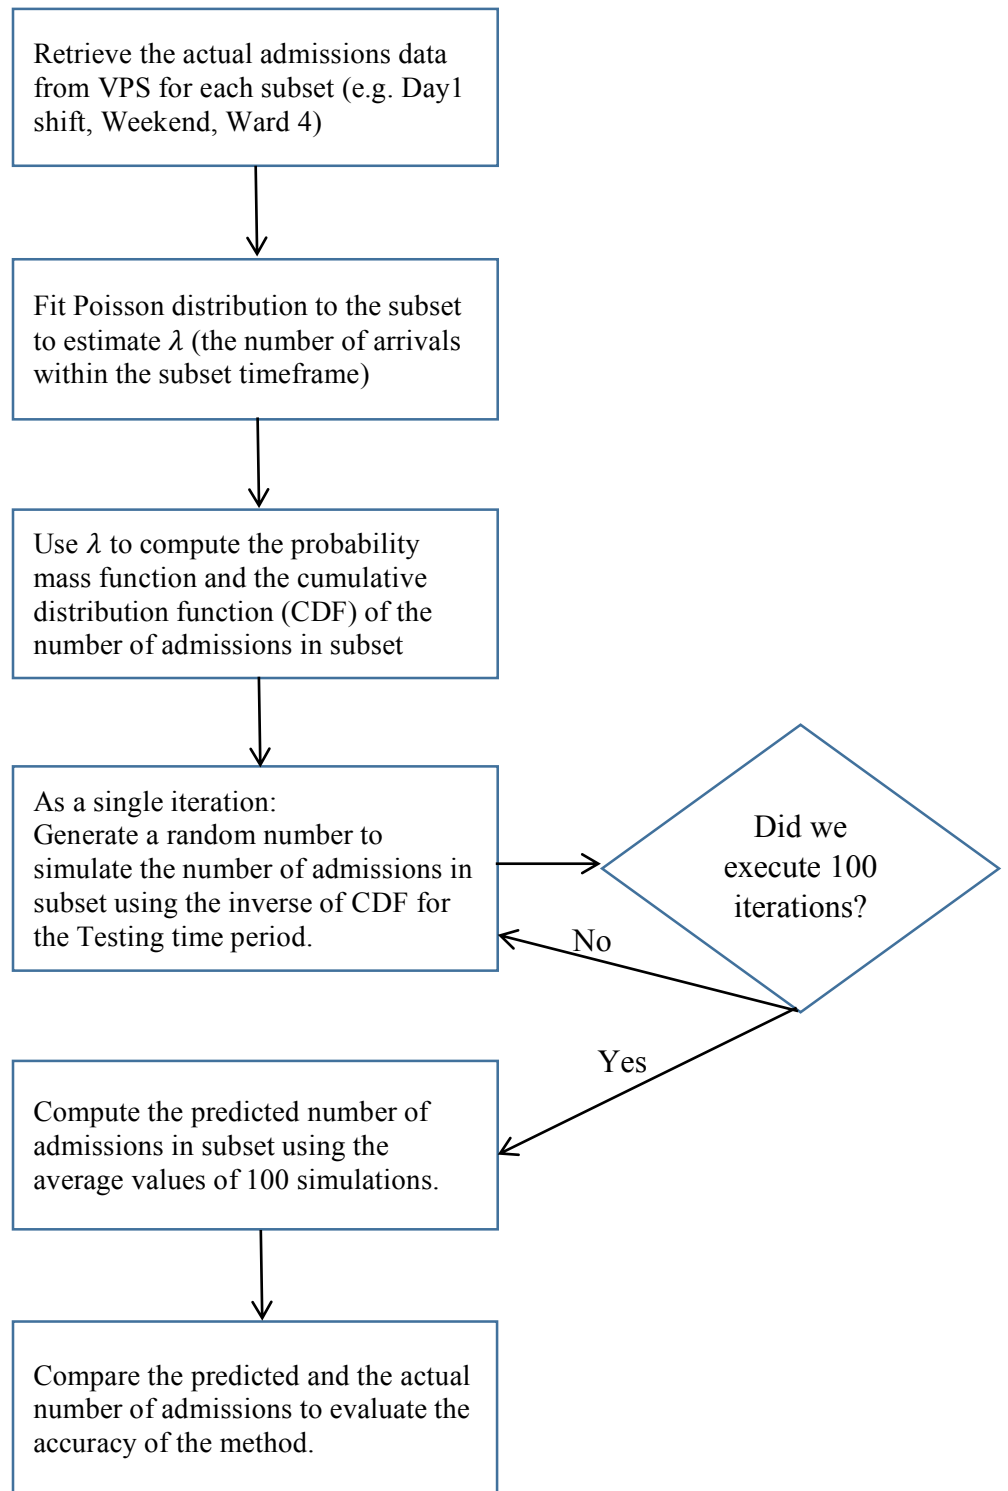 Retrieve the actual admissions data
from VPS for each subset (e.g. Day1
shift, Weekend, Ward 4)
Fit Poisson distribution to the subset
to estimate λ (the number of arrivals
within the subset timeframe)
Use λ to compute the probability
mass function and the cumulative
distribution function (CDF) of the
number of admissions in subset
As a single iteration:
Generate a random number to
simulate the number of admissions in
subset using the inverse of CDF for
the Testing time period.
Did we
execute 100
iterations?
No
Yes
Compute the predicted number of
admissions in subset using the
average values of 100 simulations.
Compare the predicted and the actual
number of admissions to evaluate the
accuracy of the method.